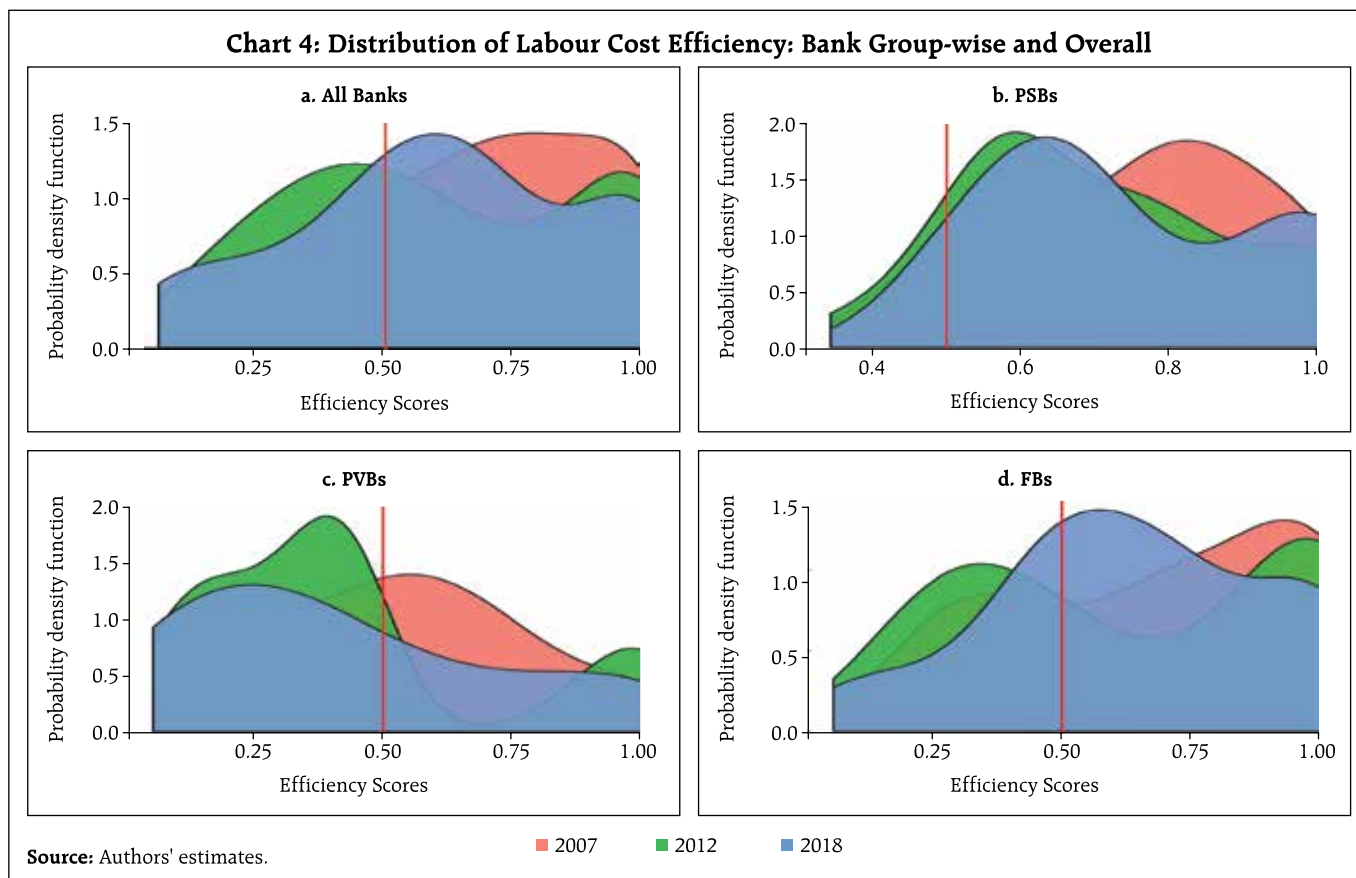 Chart 4: Distribution of Labour Cost Efficiency: Bank Group-wise and Overall
a. All Banks
Probability density function
1.5
1.0
0.5
0.0
0.25 0.50 0.75 1.00
Efficiency Scores
b. PSBs
Probability density function
2.0
1.5
1.0
0.5
0.0
0.4 0.6 0.8 1.0
Efficiency Scores
c. PVBs
Probability density function
2.0
1.5
1.0
0.5
0.0
0.25 0.50 0.75 1.00
Efficiency Scores
d. FBs
Probability density function
1.5
1.0
0.5
0.0
0.25 0.50 0.75 1.00
Efficiency Scores
2007 2012 2018
Source: Authors' estimates.